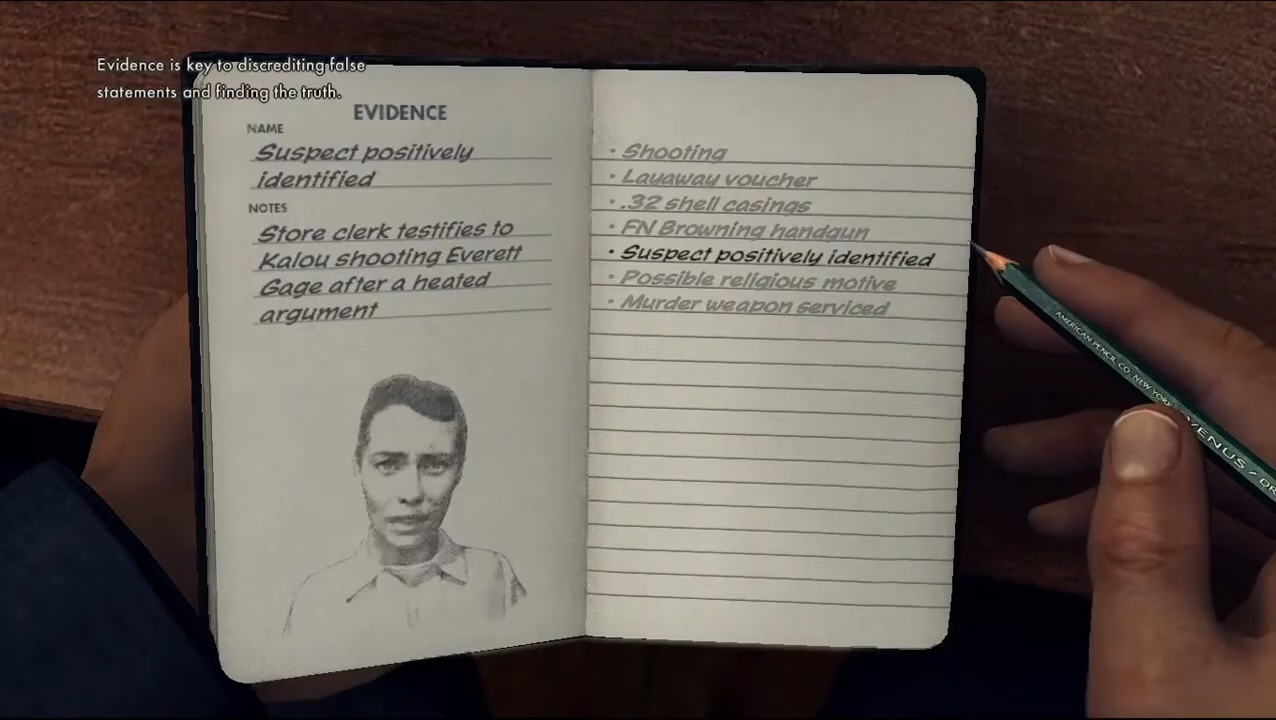 Evidence is key to discrediting false
statements and finding the truth.
EVIDENCE
NAME
Suspect positively
identified
NOTES
Store clerk testifies to
Kalou shooting Everett
Gage after a heated
argument
• Shooting
• Layaway voucher
• .32 shell casings
• FN Browning handgun
• Suspect positively identified
• Possible religious motive
• Murder weapon serviced
AMERICAN PENCIL CO. NEW YORK
VENUS / DR